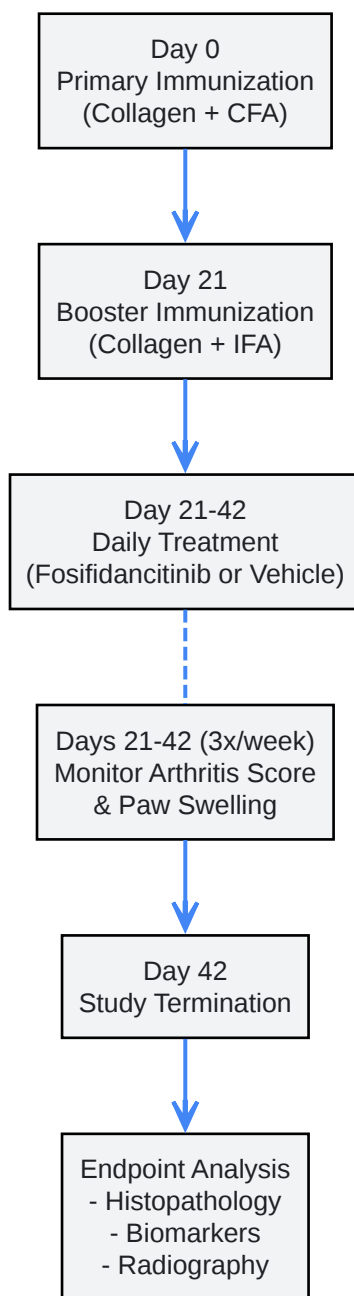 Day 0
Primary Immunization
(Collagen + CFA)
Day 21
Booster Immunization
(Collagen + IFA)
Day 21-42
Daily Treatment
(Fosifidancitinib or Vehicle)
Days 21-42 (3x/week)
Monitor Arthritis Score
& Paw Swelling
Day 42
Study Termination
Endpoint Analysis
- Histopathology
- Biomarkers
- Radiography